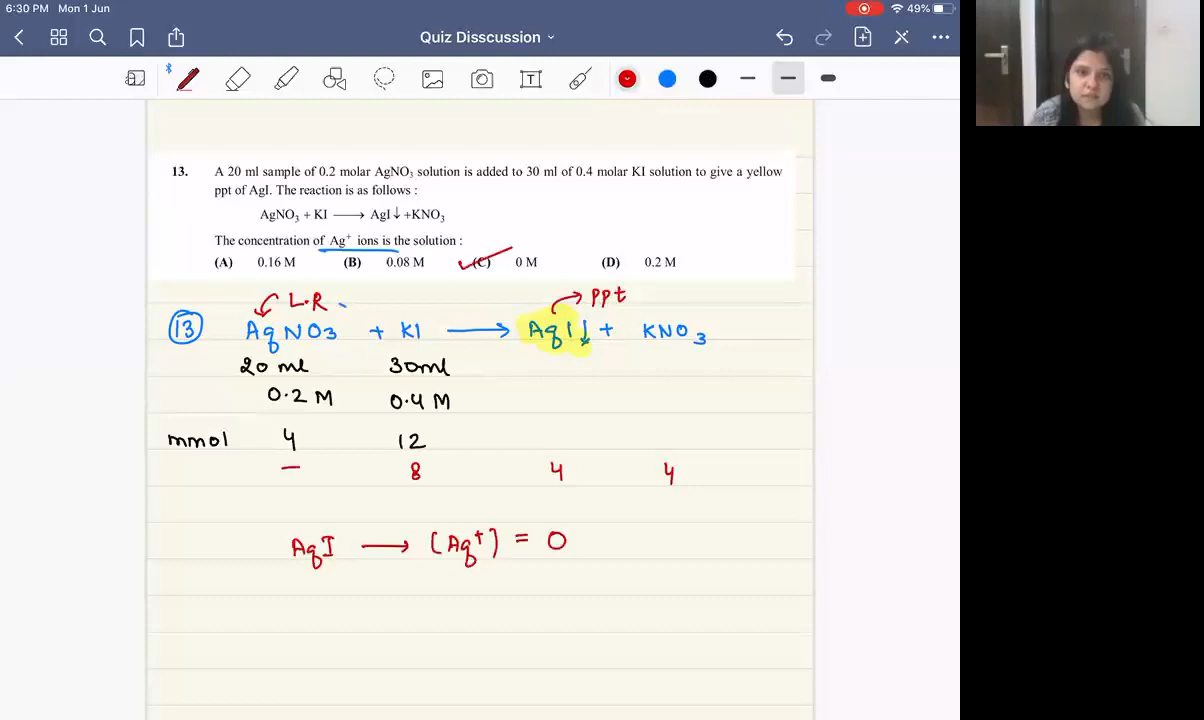 6:30 PM Mon 1 Jun
49%
Quiz Disscussion
T
13. A 20 ml sample of 0.2 molar AgNO₃ solution is added to 30 ml of 0.4 molar KI solution to give a yellow
ppt of AgI. The reaction is as follows :
AgNO₃ + KI ⟶ AgI↓ +KNO₃
The concentration of Ag⁺ ions is the solution :
(A) 0.16 M (B) 0.08 M (C) 0 M (D) 0.2 M
L.R → ppt
13 AgNO₃ + KI ⟶ AgI↓ + KNO₃
20 ml 30ml
0.2 M 0.4 M
mmol 4 12
– 8 4 4
AgI ⟶ [Ag⁺] = 0